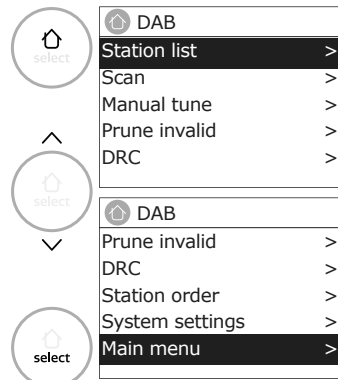 select
DAB
Station list >
Scan >
Manual tune >
Prune invalid >
DRC >
select
DAB
Prune invalid >
DRC >
Station order >
System settings >
Main menu >
select